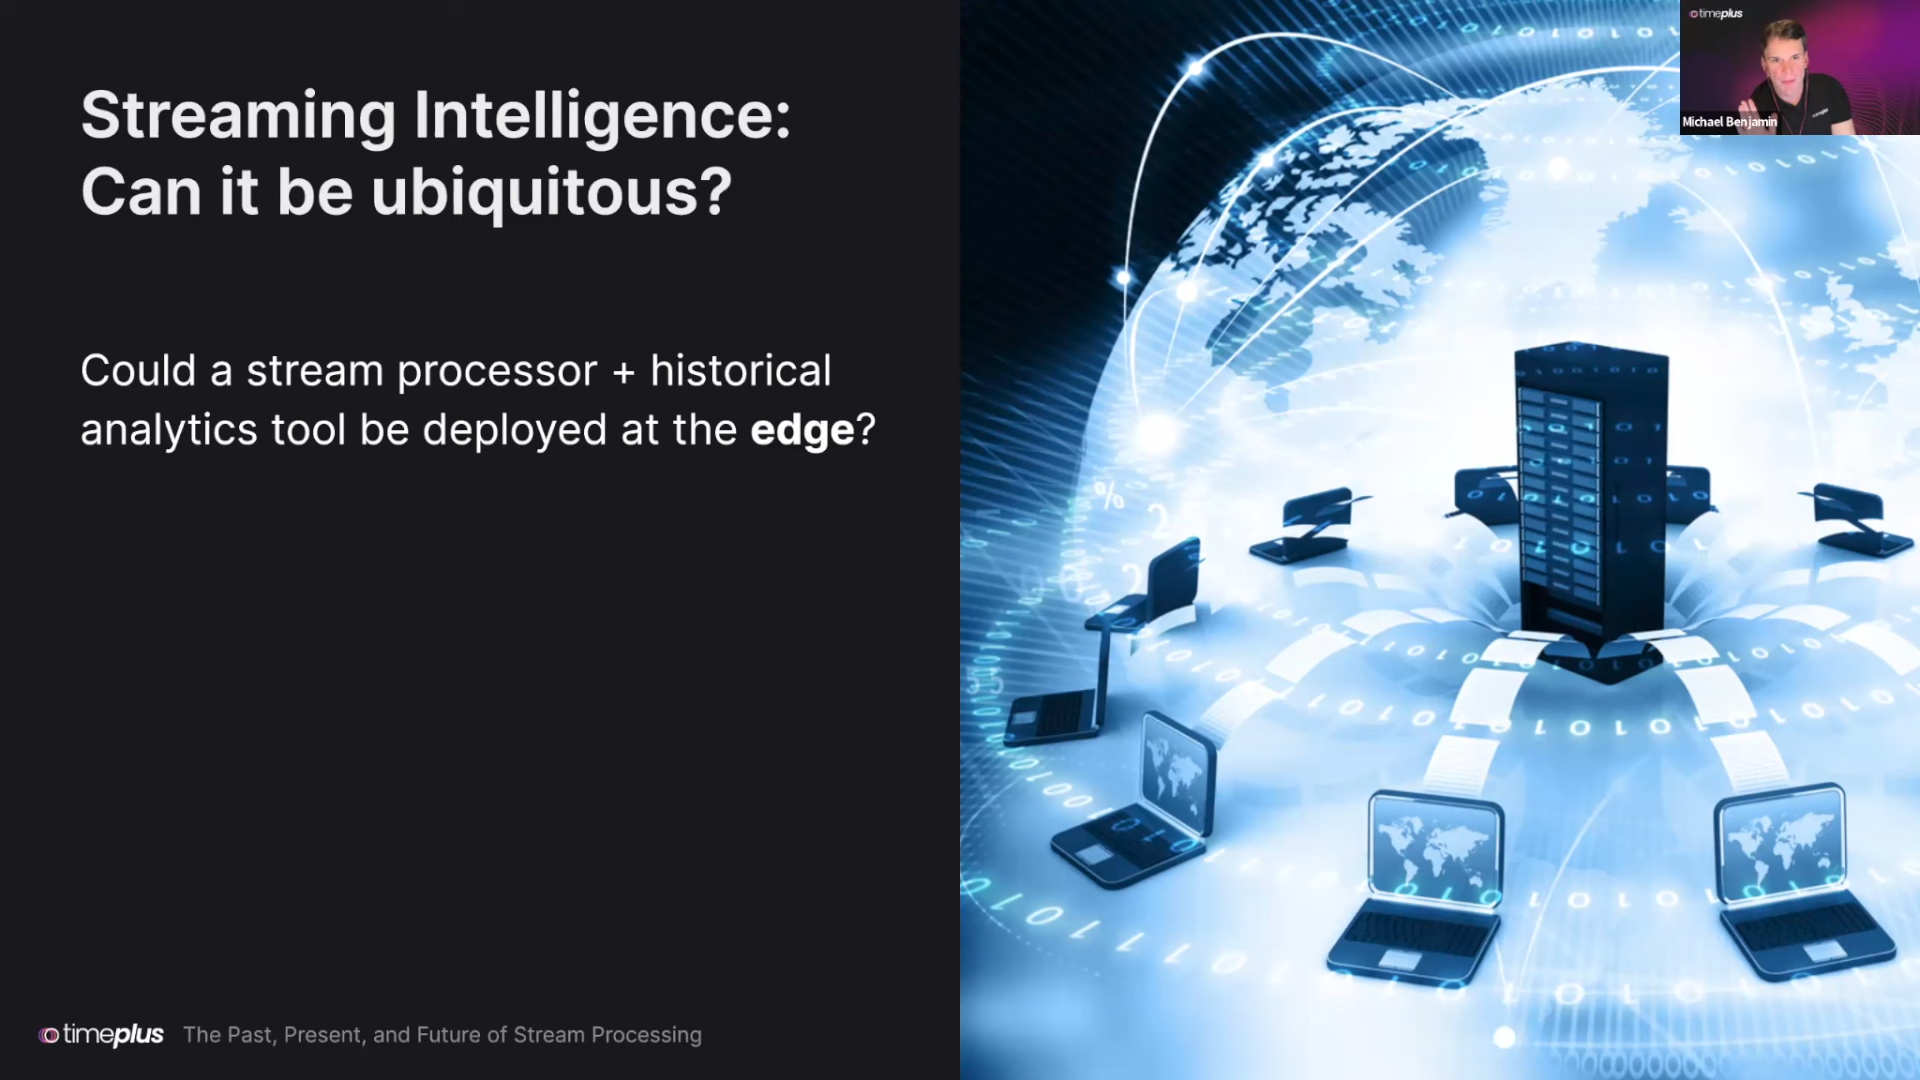 Streaming Intelligence:
Can it be ubiquitous?
Could a stream processor + historical
analytics tool be deployed at the edge?
timeplus
Michael Benjamin
timeplus The Past, Present, and Future of Stream Processing